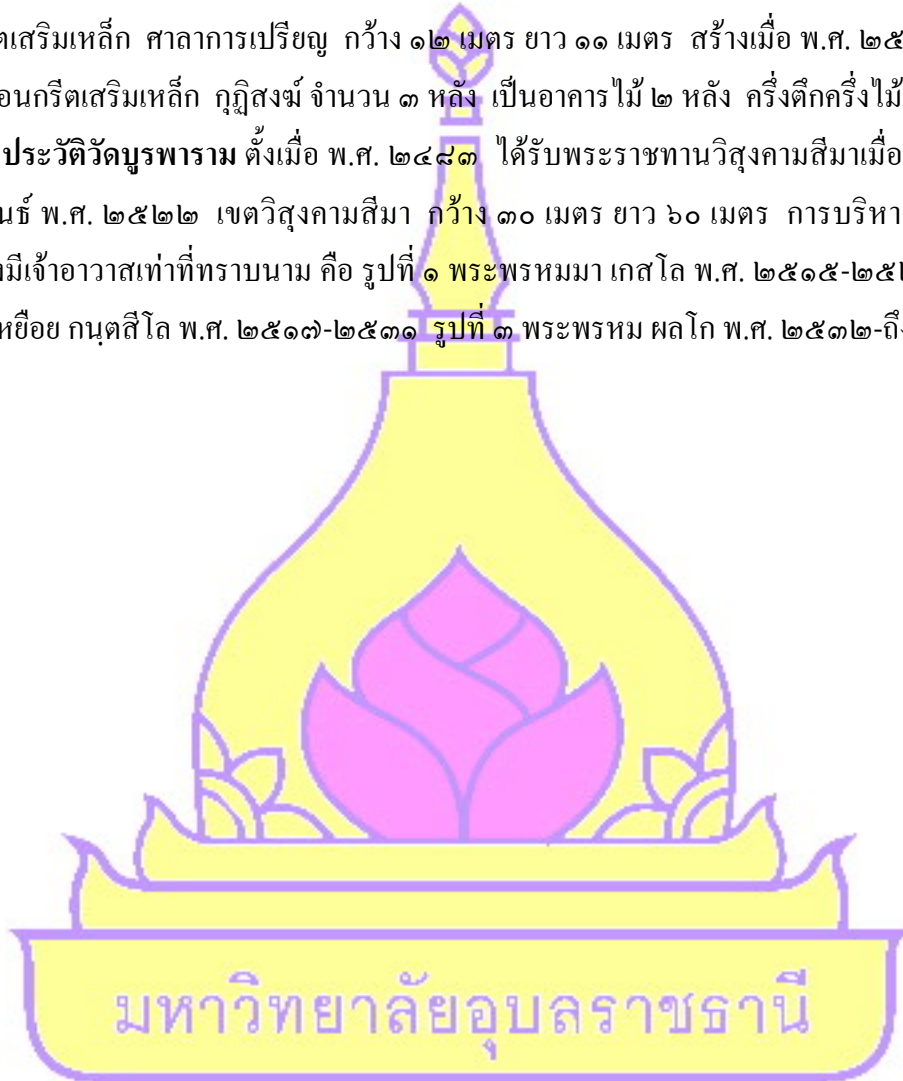 ตเสริมเหล็ก ศาลาการเปรียญ กว้าง ๑๒ เมตร ยาว ๑๑ เมตร สร้างเมื่อ พ.ศ. ๒๕
อนกรีตเสริมเหล็ก กุฏิสงฆ์ จำนวน ๓ หลัง เป็นอาคารไม้ ๒ หลัง ครึ่งตึกครึ่งไม้
ประวัติวัดบูรพาราม ตั้งเมื่อ พ.ศ. ๒๔๘๓ ได้รับพระราชทานวิสุงคามสีมาเมื่อ
นธ์ พ.ศ. ๒๕๒๒ เขตวิสุงคามสีมา กว้าง ๓๐ เมตร ยาว ๖๐ เมตร การบริหา
งมีเจ้าอาวาสเท่าที่ทราบนาม คือ รูปที่ ๑ พระพรหมมา เกสโล พ.ศ. ๒๕๑๕-๒๕
หยือย กนฺตสีโล พ.ศ. ๒๕๑๗-๒๕๓๑ รูปที่ ๓ พระพรหม ผลโก พ.ศ. ๒๕๓๒-ถึง
มหาวิทยาลัยอุบลราชธานี